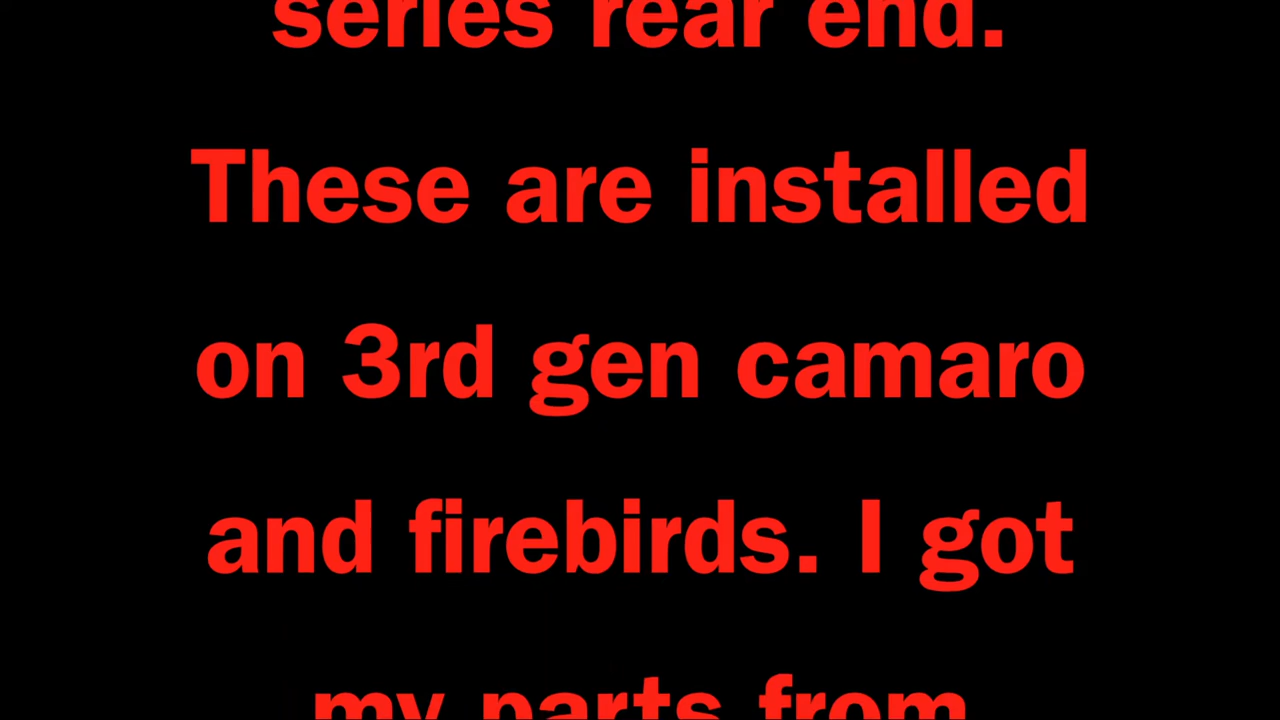 series rear end.
These are installed
on 3rd gen camaro
and firebirds. I got
my parts from